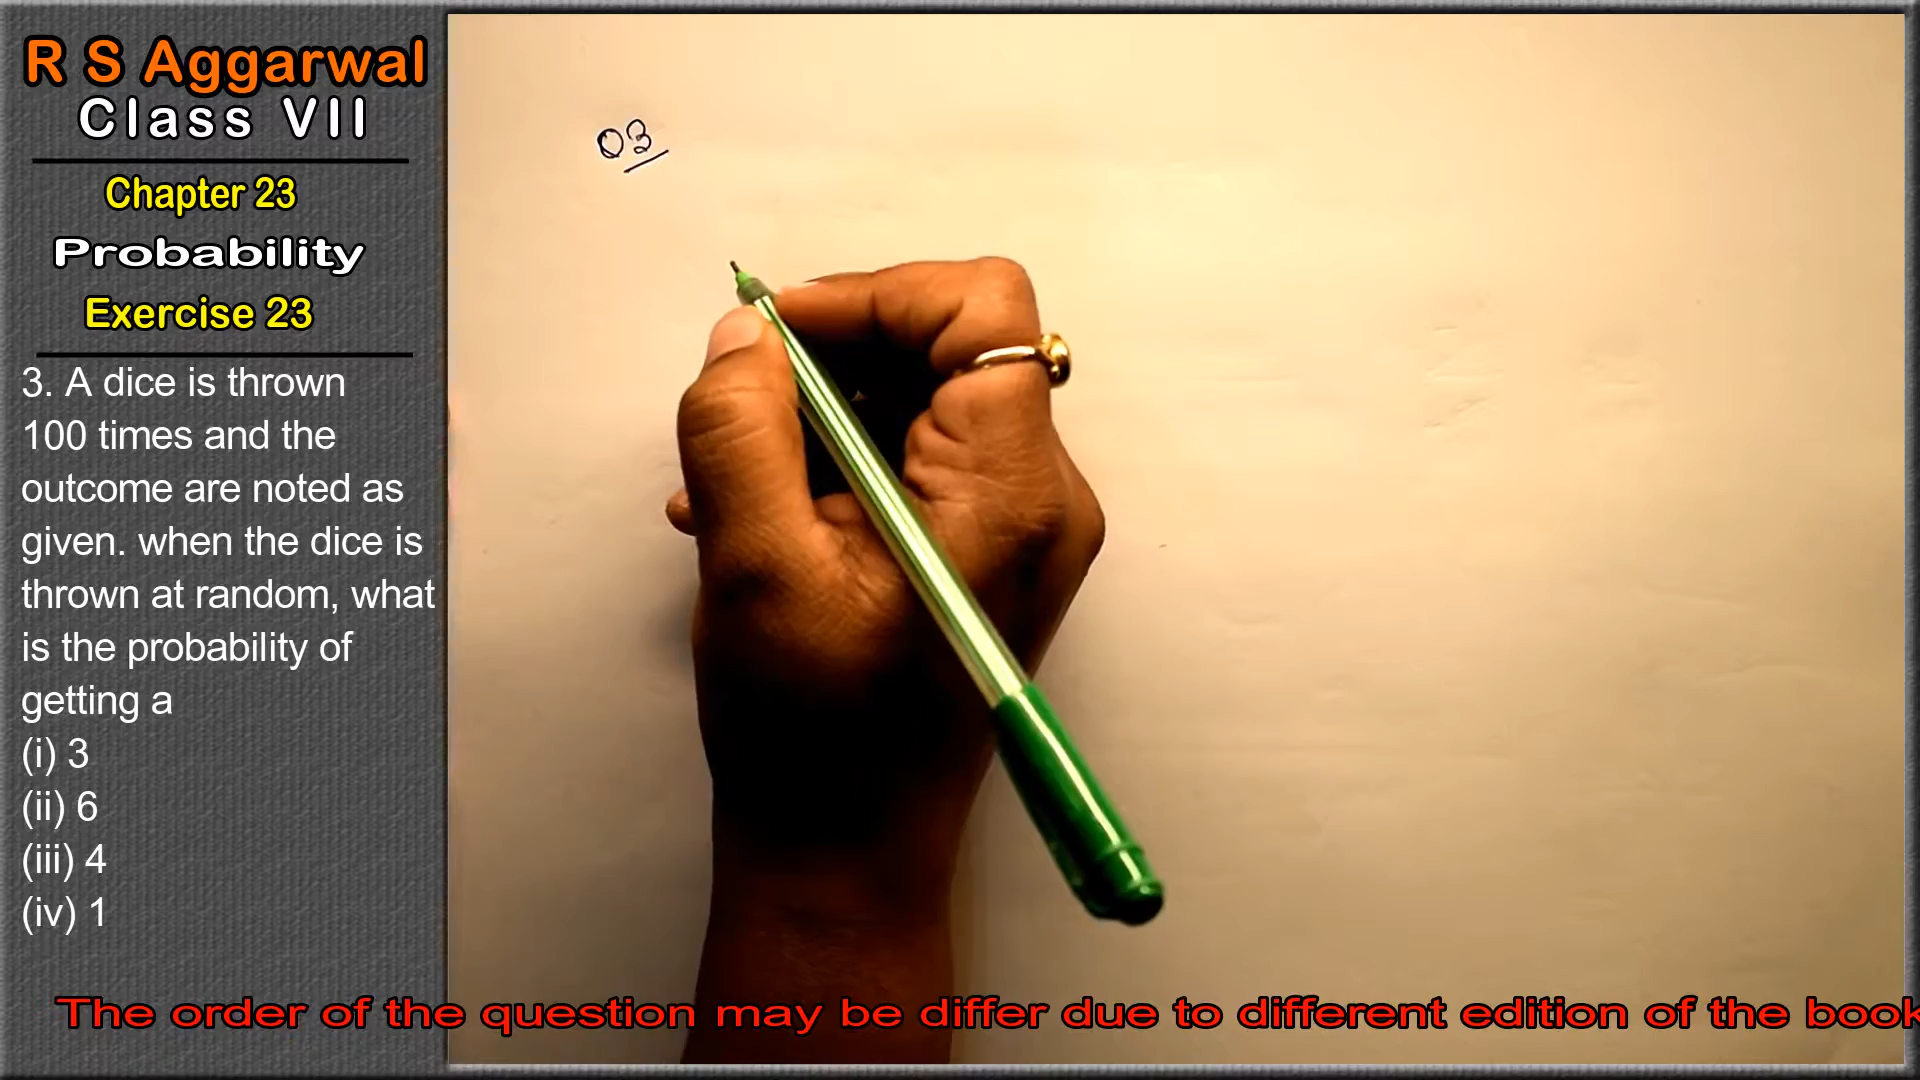 R S Aggarwal
Class VII
Chapter 23
Probability
Exercise 23
3. A dice is thrown
100 times and the
outcome are noted as
given. when the dice is
thrown at random, what
is the probability of
getting a
(i) 3
(ii) 6
(iii) 4
(iv) 1
Q3
The order of the question may be differ due to different edition of the book